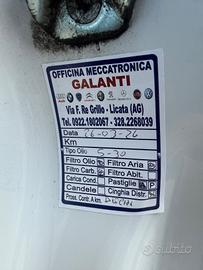 OFFICINA MECCATRONICA
GALANTI
Via F. Re Grillo - Licata (AG)
Tel. 0922.1802067 - 328.2268039
Data 26-03-24
Km
Tipo Olio 5-30
Filtro Olio Filtro Aria
Filtro Carb. Filtro Abit.
Carica Cond. Pastiglie P
Candele Cinghia Distr.
Pros. Contr. A Km.
subito